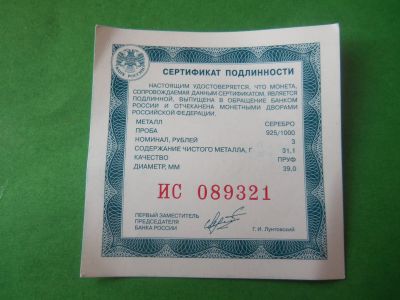 БАНК РОССИИ
СЕРТИФИКАТ ПОДЛИННОСТИ
НАСТОЯЩИМ УДОСТОВЕРЯЕТСЯ, ЧТО МОНЕТА,
СОПРОВОЖДАЕМАЯ ДАННЫМ СЕРТИФИКАТОМ, ЯВЛЯЕТСЯ
ПОДЛИННОЙ, ВЫПУЩЕНА В ОБРАЩЕНИЕ БАНКОМ
РОССИИ И ОТЧЕКАНЕНА МОНЕТНЫМИ ДВОРАМИ
РОССИЙСКОЙ ФЕДЕРАЦИИ.
МЕТАЛЛ СЕРЕБРО
ПРОБА 925/1000
НОМИНАЛ, РУБЛЕЙ 3
СОДЕРЖАНИЕ ЧИСТОГО МЕТАЛЛА, Г 31,1
КАЧЕСТВО ПРУФ
ДИАМЕТР, ММ 39,0
ИС 089321
ПЕРВЫЙ ЗАМЕСТИТЕЛЬ
ПРЕДСЕДАТЕЛЯ
БАНКА РОССИИ
Г. И. Лунтовский